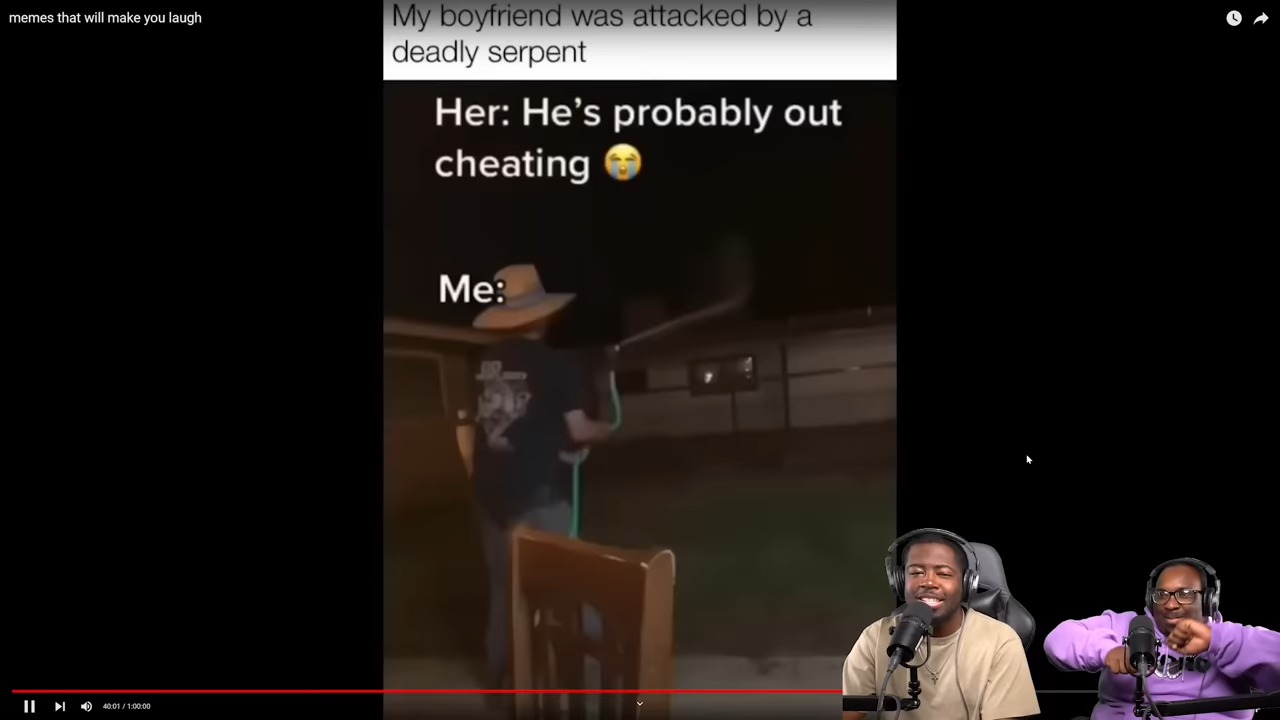 memes that will make you laugh
My boyfriend was attacked by a
deadly serpent
Her: He's probably out
cheating 😭
Me:
40:01 / 1:00:00